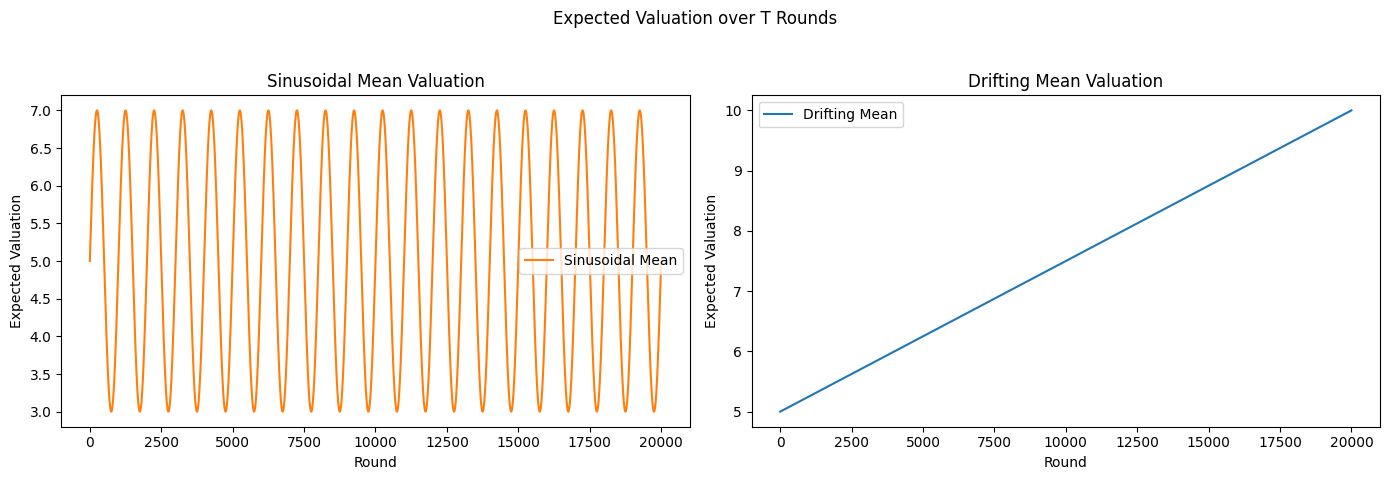 Expected Valuation over T Rounds
Sinusoidal Mean Valuation
Expected Valuation
7.0
6.5
6.0
5.5
5.0
4.5
4.0
3.5
3.0
Sinusoidal Mean
0 2500 5000 7500 10000 12500 15000 17500 20000
Round
Drifting Mean Valuation
Expected Valuation
10
9
8
7
6
5
Drifting Mean
0 2500 5000 7500 10000 12500 15000 17500 20000
Round